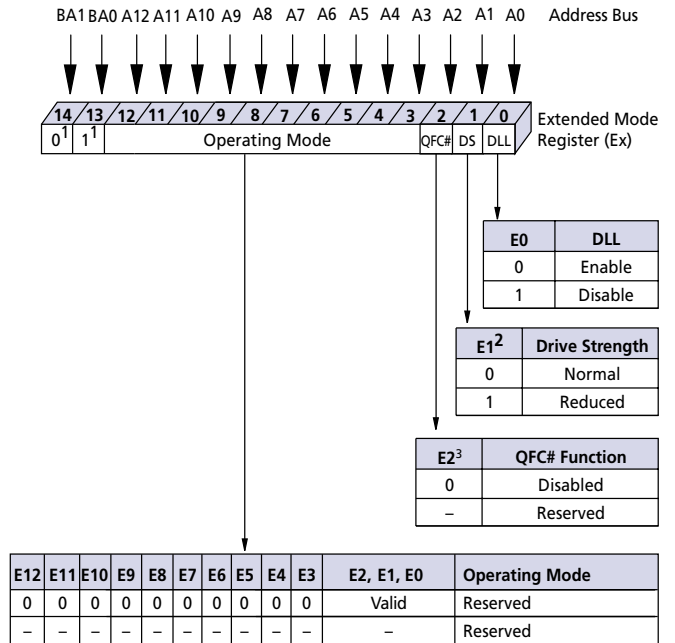 BA1 BA0 A12 A11 A10 A9 A8 A7 A6 A5 A4 A3 A2 A1 A0 Address Bus
14 13 12 11 10 9 8 7 6 5 4 3 2 1 0
Extended Mode
Register (Ex)
0¹ 1¹ Operating Mode QFC# DS DLL
E0 DLL
0 Enable
1 Disable
E1² Drive Strength
0 Normal
1 Reduced
E2³ QFC# Function
0 Disabled
– Reserved
E12 E11 E10 E9 E8 E7 E6 E5 E4 E3 E2, E1, E0 Operating Mode
0 0 0 0 0 0 0 0 0 0 Valid Reserved
– – – – – – – – – – – Reserved